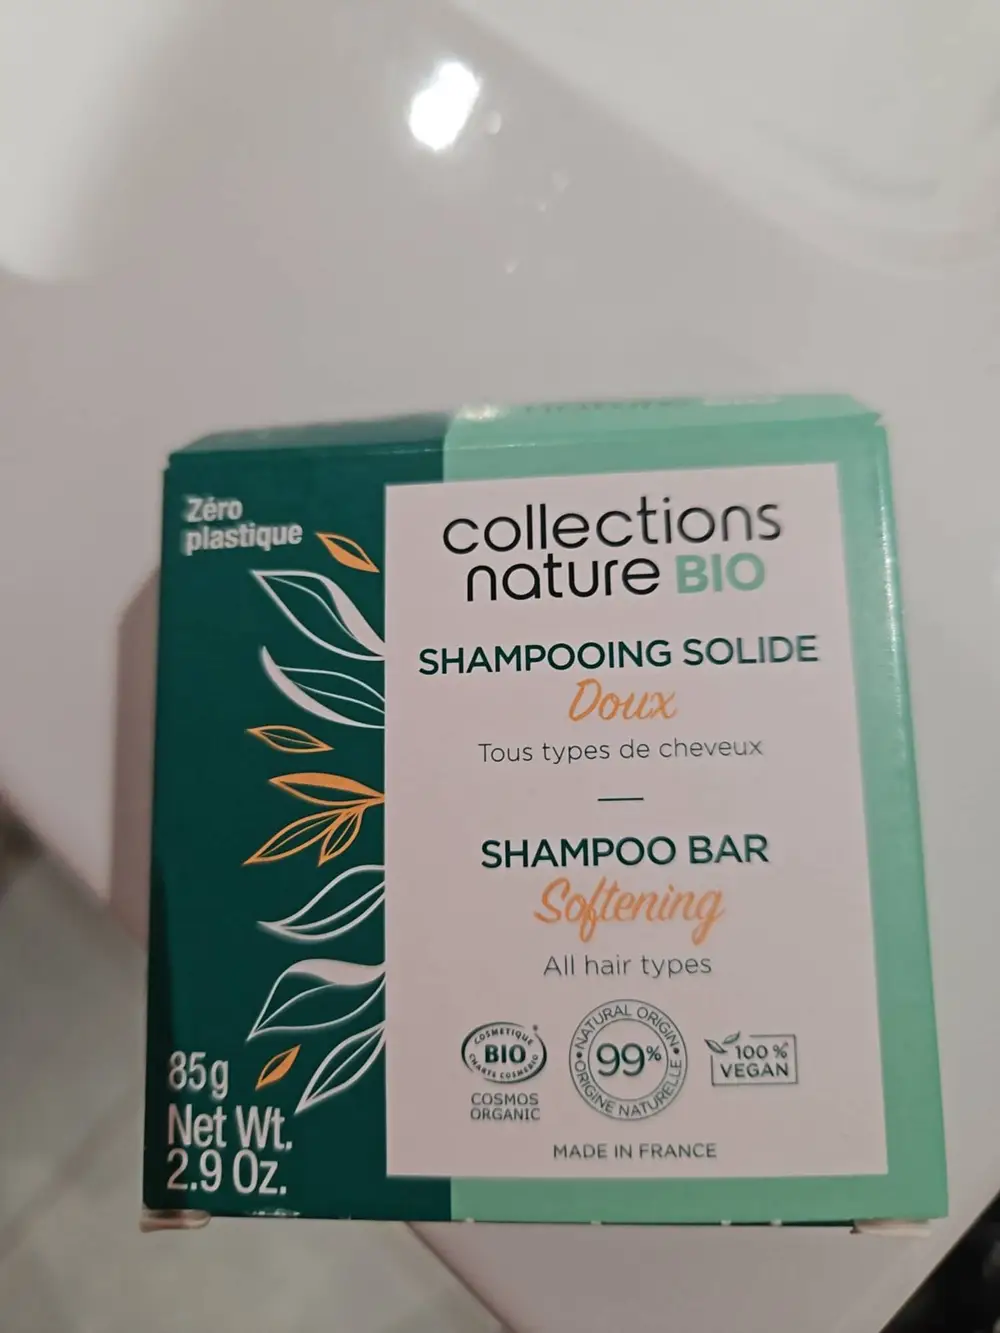 Zéro
plastique
collections
nature BIO
SHAMPOOING SOLIDE
Doux
Tous types de cheveux
SHAMPOO BAR
Softening
All hair types
COSMETIQUE
BIO
CHARTE COSMEBIO
COSMOS
ORGANIC
NATURAL ORIGIN
99%
ORIGINE NATURELLE
100%
VEGAN
MADE IN FRANCE
85g
Net Wt.
2.9 Oz.